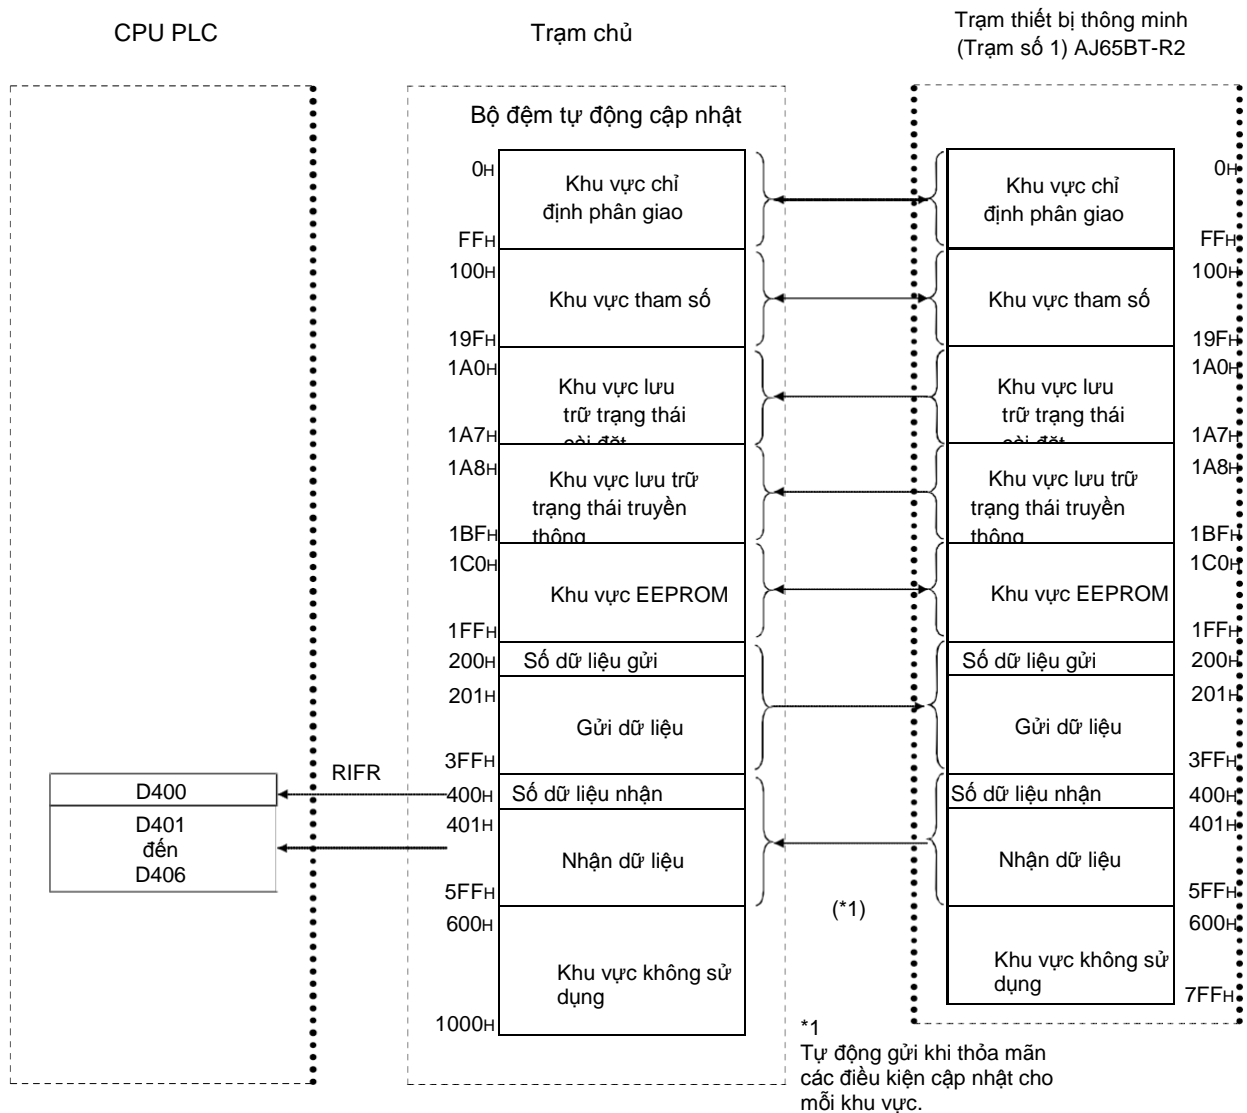 CPU PLC
Trạm chủ
Trạm thiết bị thông minh
(Trạm số 1) AJ65BT-R2
Bộ đệm tự động cập nhật
0H
Khu vực chỉ
định phân giao
FFH
100H
Khu vực tham số
19FH
1A0H
Khu vực lưu
trữ trạng thái
cài đặt
1A7H
1A8H
Khu vực lưu trữ
trạng thái truyền
thông
1BFH
1C0H
Khu vực EEPROM
1FFH
200H
Số dữ liệu gửi
201H
Gửi dữ liệu
3FFH
400H
Số dữ liệu nhận
401H
Nhận dữ liệu
5FFH
600H
Khu vực không sử
dụng
1000H
RIFR
D400
D401
đến
D406
0H
Khu vực chỉ
định phân giao
FFH
100H
Khu vực tham số
19FH
1A0H
Khu vực lưu
trữ trạng thái
cài đặt
1A7H
1A8H
Khu vực lưu trữ
trạng thái truyền
thông
1BFH
1C0H
Khu vực EEPROM
1FFH
200H
Số dữ liệu gửi
201H
Gửi dữ liệu
3FFH
400H
Số dữ liệu nhận
401H
Nhận dữ liệu
5FFH
600H
Khu vực không sử
dụng
7FFH
(*1)
*1
Tự động gửi khi thỏa mãn
các điều kiện cập nhật cho
mỗi khu vực.